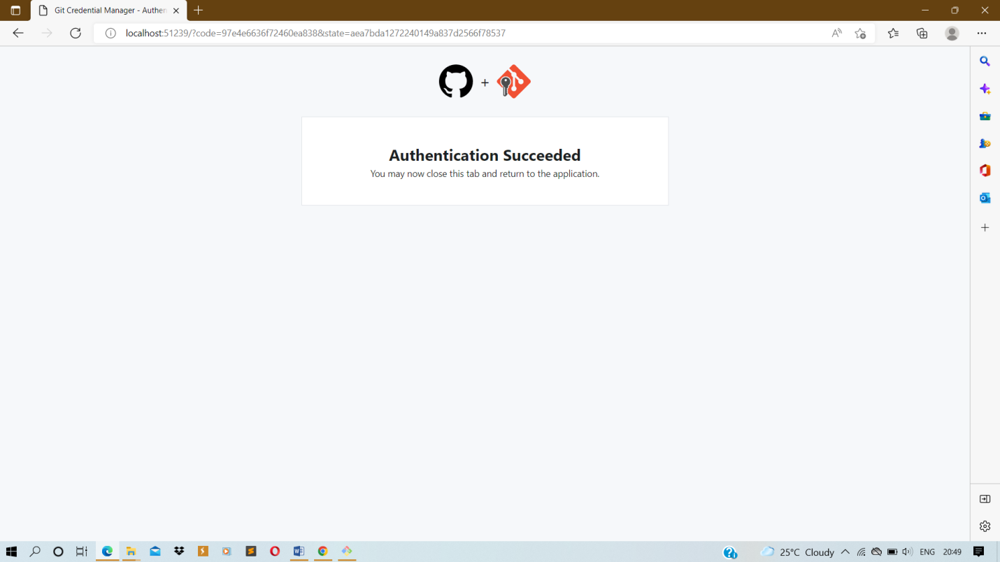 Git Credential Manager - Authen
localhost:51239/?code=97e4e6636f72460ea838&state=aea7bda1272240149a837d2566f78537
+
Authentication Succeeded
You may now close this tab and return to the application.
25°C Cloudy
ENG
20:49